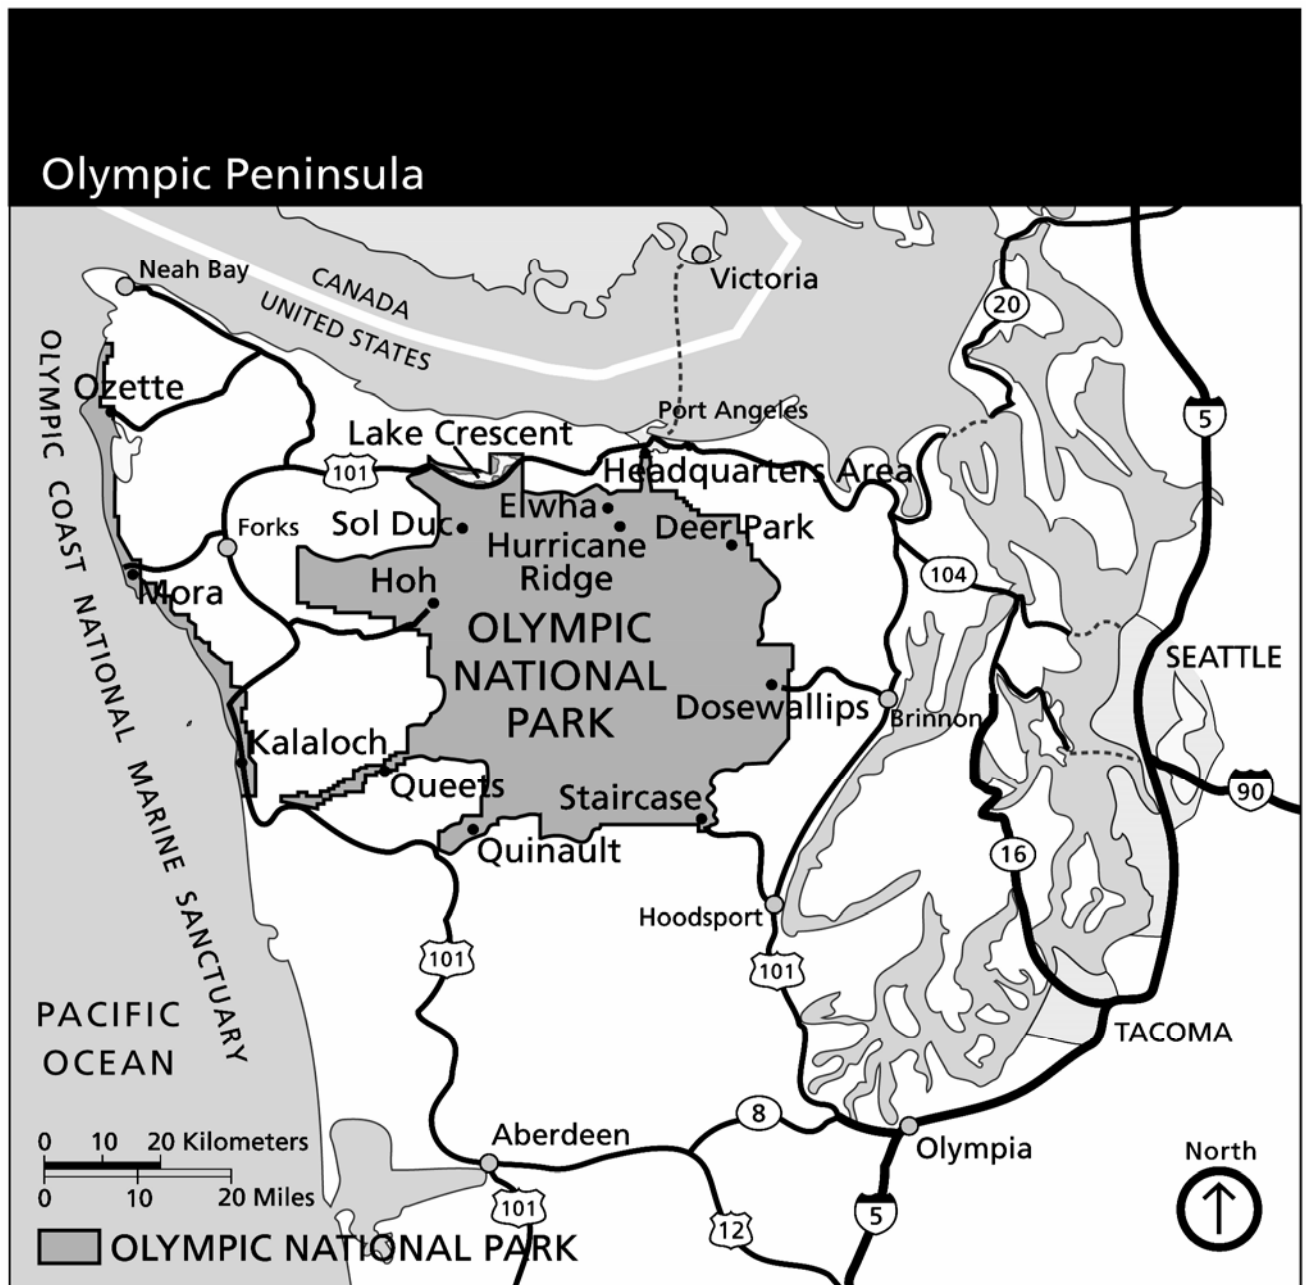 Olympic Peninsula
Neah Bay
CANADA
UNITED STATES
Victoria
20
OLYMPIC COAST NATIONAL MARINE SANCTUARY
Ozette
Port Angeles
5
Lake Crescent
101
Headquarters Area
Elwha
Forks
Sol Duc
Deer Park
Hurricane
Ridge
104
Hoh
Mora
OLYMPIC
NATIONAL
PARK
SEATTLE
Dosewallips
Brinnon
Kalaloch
Queets
Staircase
90
Quinault
16
Hoodsport
101
101
PACIFIC
OCEAN
TACOMA
8
0 10 20 Kilometers
0 10 20 Miles
Aberdeen
Olympia
North
101
12
5
OLYMPIC NATIONAL PARK